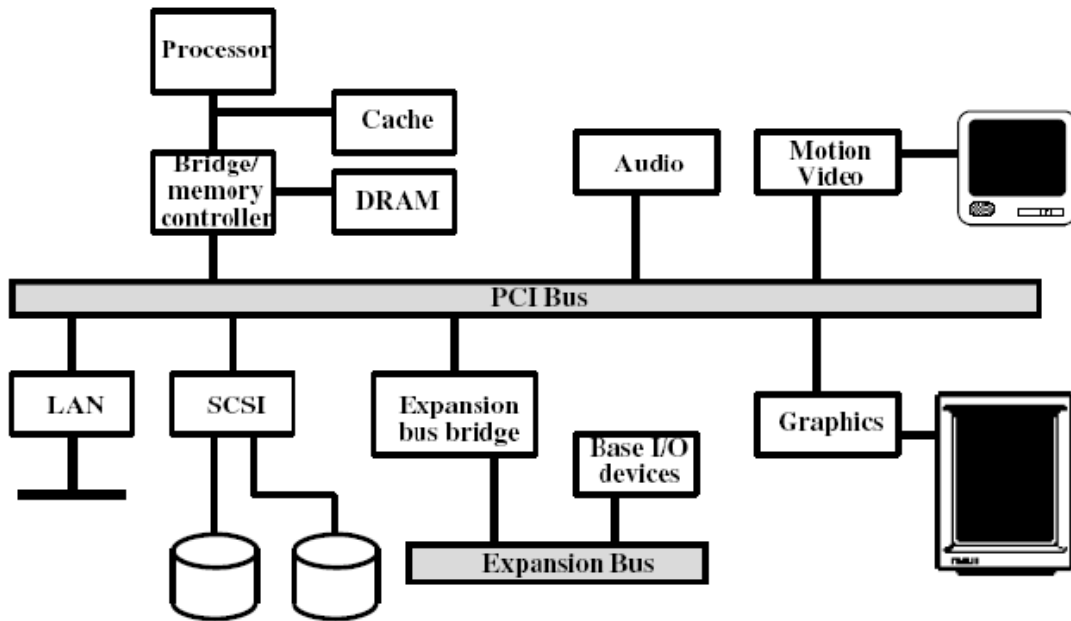 Processor
Cache
Bridge/
memory
controller
DRAM
Audio
Motion
Video
PCI Bus
LAN
SCSI
Expansion
bus bridge
Base I/O
devices
Graphics
Expansion Bus